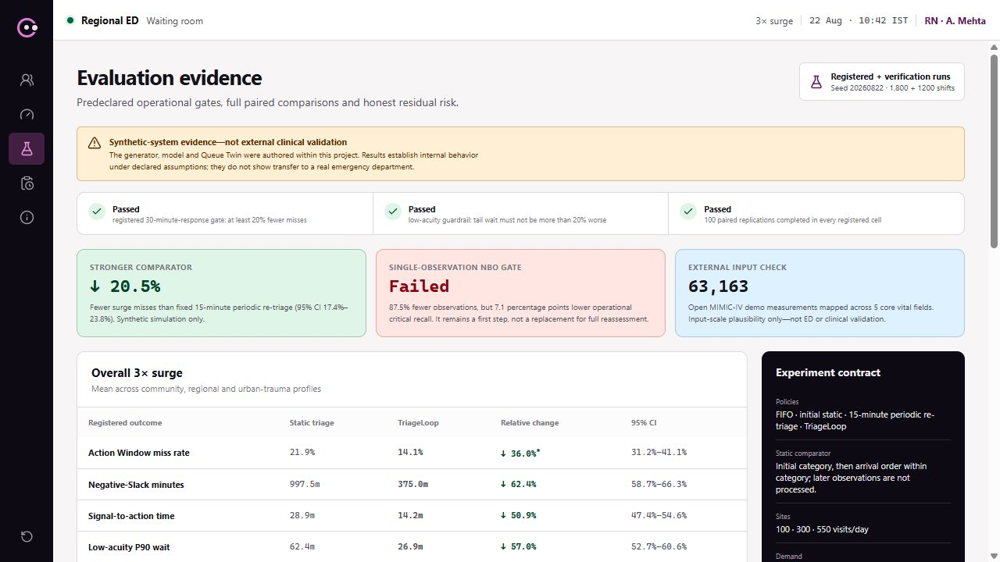 Regional ED Waiting room
3× surge 22 Aug · 10:42 IST RN · A. Mehta
Evaluation evidence
Predeclared operational gates, full paired comparisons and honest residual risk.
Registered + verification runs
Seed 20260822 · 1,800 + 1200 shifts
Synthetic-system evidence—not external clinical validation
The generator, model and Queue Twin were authored within this project. Results establish internal behavior
under declared assumptions; they do not show transfer to a real emergency department.
Passed
registered 30-minute-response gate: at least 20% fewer misses
Passed
low-acuity guardrail: tail wait must not be more than 20% worse
Passed
100 paired replications completed in every registered cell
STRONGER COMPARATOR
↓ 20.5%
Fewer surge misses than fixed 15-minute periodic re-triage (95% CI 17.4%–
23.8%). Synthetic simulation only.
SINGLE-OBSERVATION NBO GATE
Failed
87.5% fewer observations, but 7.1 percentage points lower operational
critical recall. It remains a first step, not a replacement for full reassessment.
EXTERNAL INPUT CHECK
63,163
Open MIMIC-IV demo measurements mapped across 5 core vital fields.
Input-scale plausibility only—not ED or clinical validation.
Overall 3× surge
Mean across community, regional and urban-trauma profiles
Registered outcome Static triage TriageLoop Relative change 95% CI
Action Window miss rate 21.9% 14.1% ↓ 36.0%* 31.2%–41.1%
Negative-Slack minutes 997.5m 375.0m ↓ 62.4% 58.7%–66.3%
Signal-to-action time 28.9m 14.2m ↓ 50.9% 47.4%–54.6%
Low-acuity P90 wait 62.4m 26.9m ↓ 57.0% 52.7%–60.6%
Experiment contract
Policies
FIFO · initial static · 15-minute periodic re-
triage · TriageLoop
Static comparator
Initial category, then arrival order within
category; later observations are not
processed.
Sites
100 · 300 · 550 visits/day
Demand